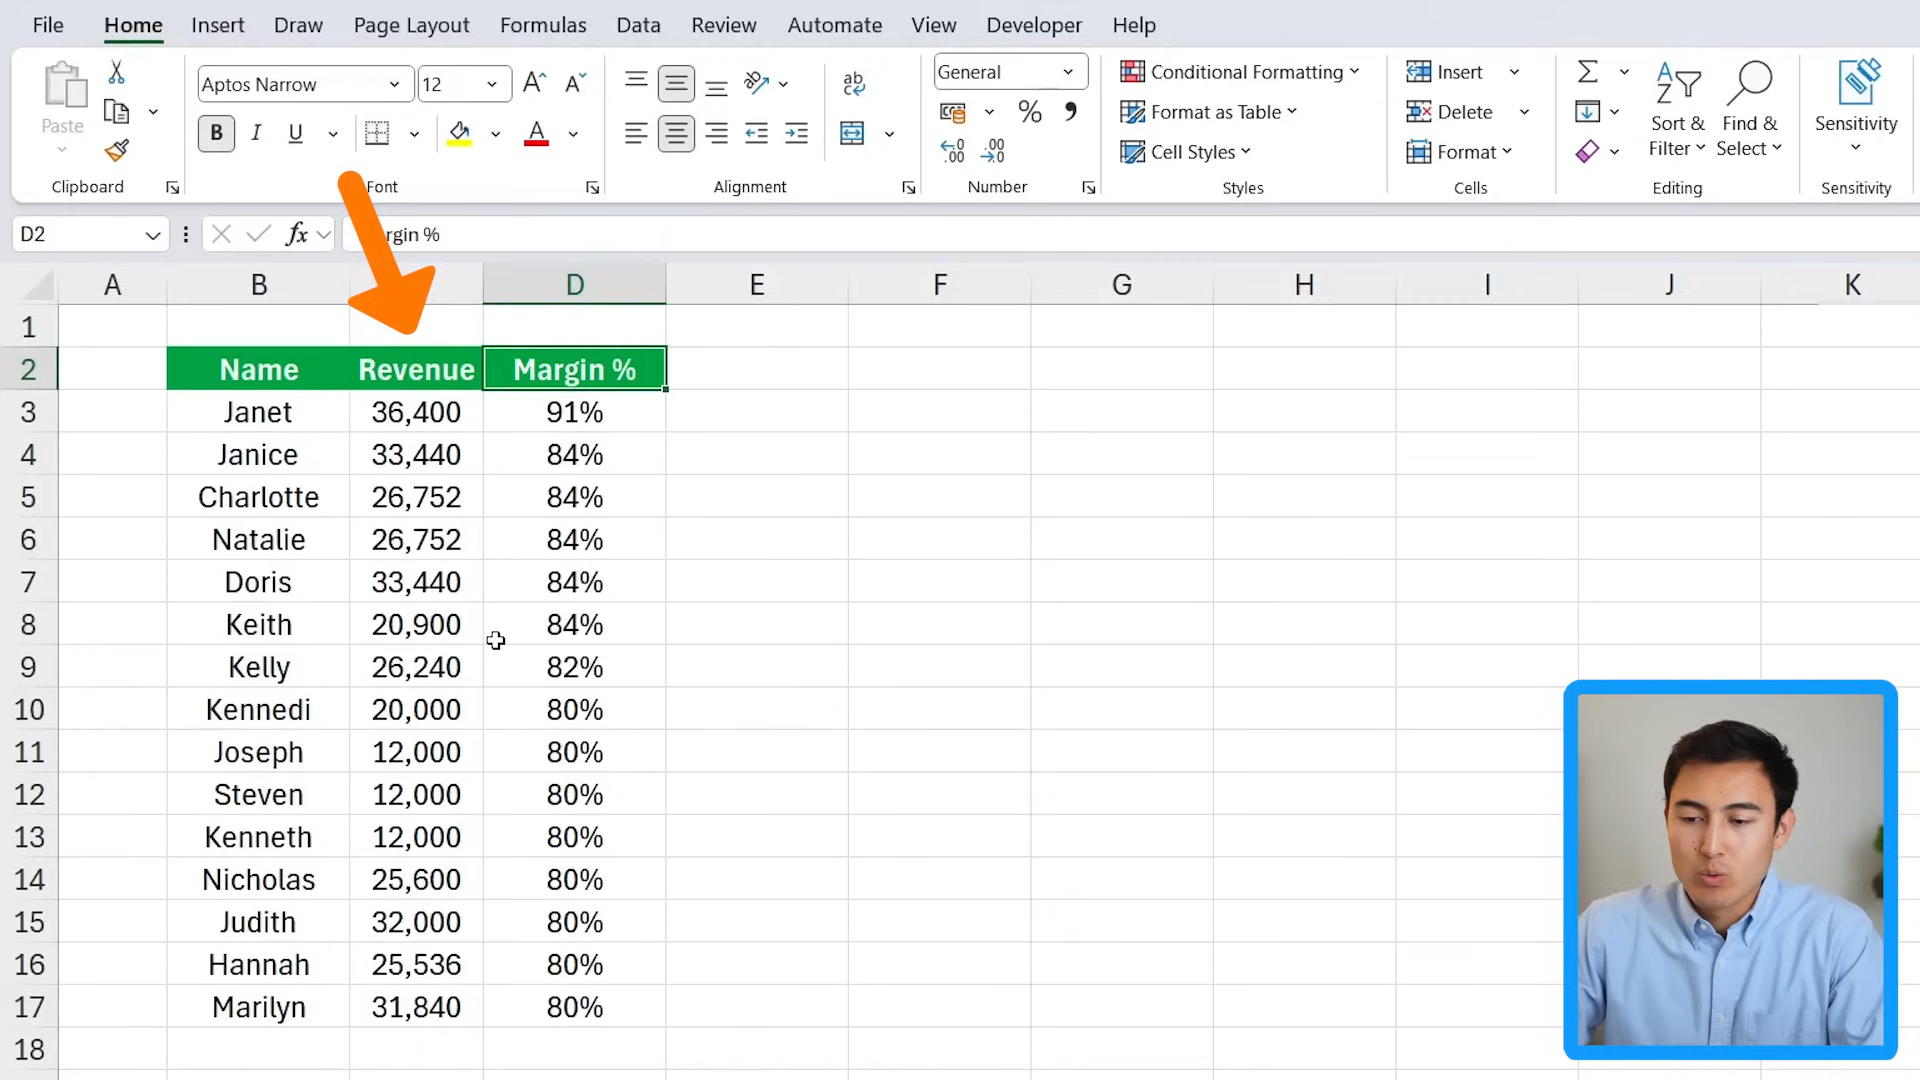 File Home Insert Draw Page Layout Formulas Data Review Automate View Developer Help
Paste
Clipboard
Aptos Narrow 12
B I U
Font
Alignment
General
Number
Conditional Formatting
Format as Table
Cell Styles
Styles
Insert
Delete
Format
Cells
Sort & Filter
Find & Select
Editing
Sensitivity
Sensitivity
D2 fx rgin %
A B D E F G H I J K
1
2 Name Revenue Margin %
3 Janet 36,400 91%
4 Janice 33,440 84%
5 Charlotte 26,752 84%
6 Natalie 26,752 84%
7 Doris 33,440 84%
8 Keith 20,900 84%
9 Kelly 26,240 82%
10 Kennedi 20,000 80%
11 Joseph 12,000 80%
12 Steven 12,000 80%
13 Kenneth 12,000 80%
14 Nicholas 25,600 80%
15 Judith 32,000 80%
16 Hannah 25,536 80%
17 Marilyn 31,840 80%
18